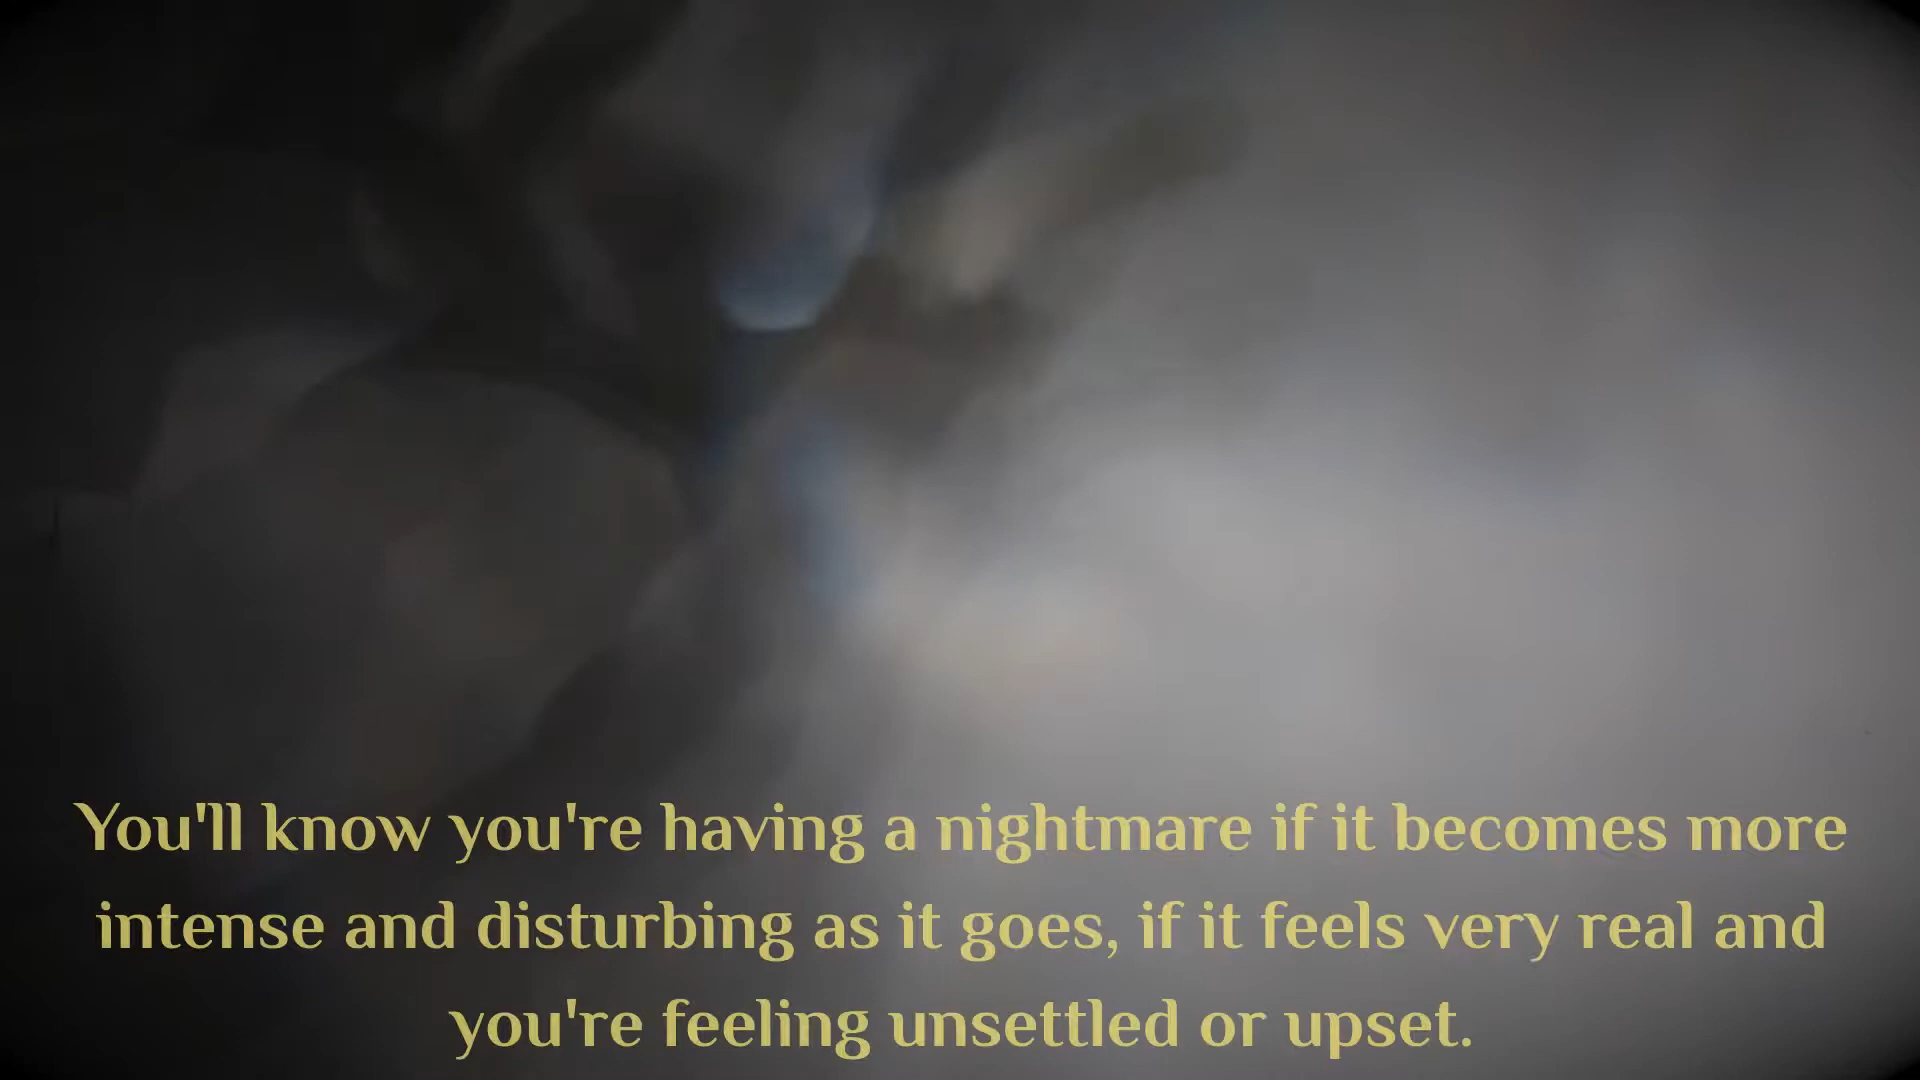 You'll know you're having a nightmare if it becomes more
intense and disturbing as it goes, if it feels very real and
you're feeling unsettled or upset.